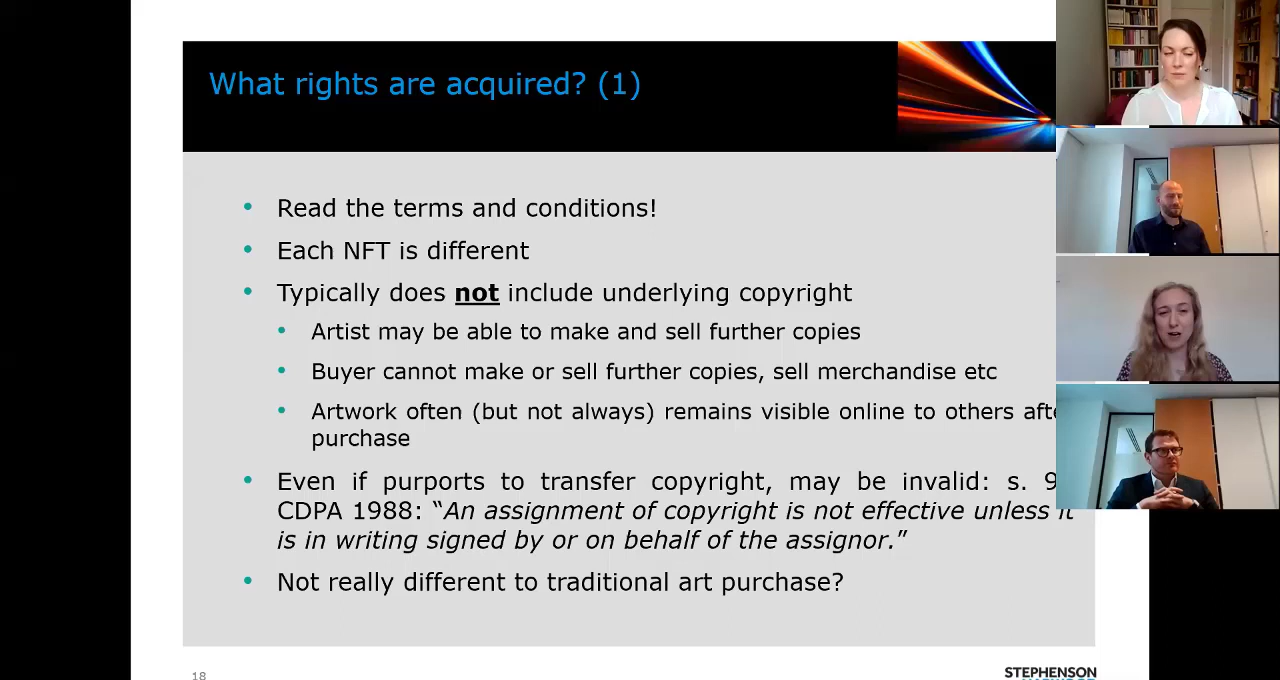 What rights are acquired? (1)
Read the terms and conditions!
Each NFT is different
Typically does not include underlying copyright
Artist may be able to make and sell further copies
Buyer cannot make or sell further copies, sell merchandise etc
Artwork often (but not always) remains visible online to others
purchase
Even if purports to transfer copyright, may be invalid: s.
CDPA 1988: “An assignment of copyright is not effective unless it
is in writing signed by or on behalf of the assignor.”
Not really different to traditional art purchase?
18
STEPHENSON